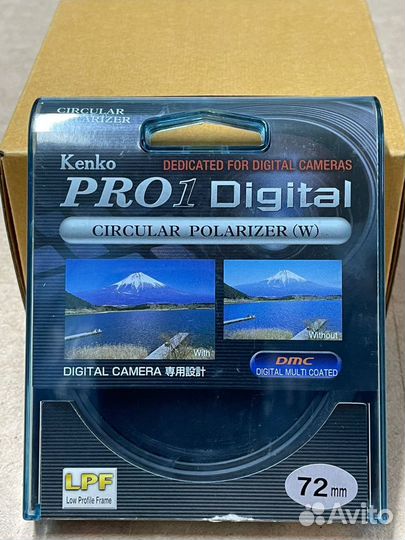 CIRCULAR
POLARIZER
Kenko
DEDICATED FOR DIGITAL CAMERAS
PRO1 Digital
CIRCULAR POLARIZER (W)
With
Without
DIGITAL CAMERA 専用設計
DMC
DIGITAL MULTI COATED
LPF
Low Profile Frame
72mm
Avito